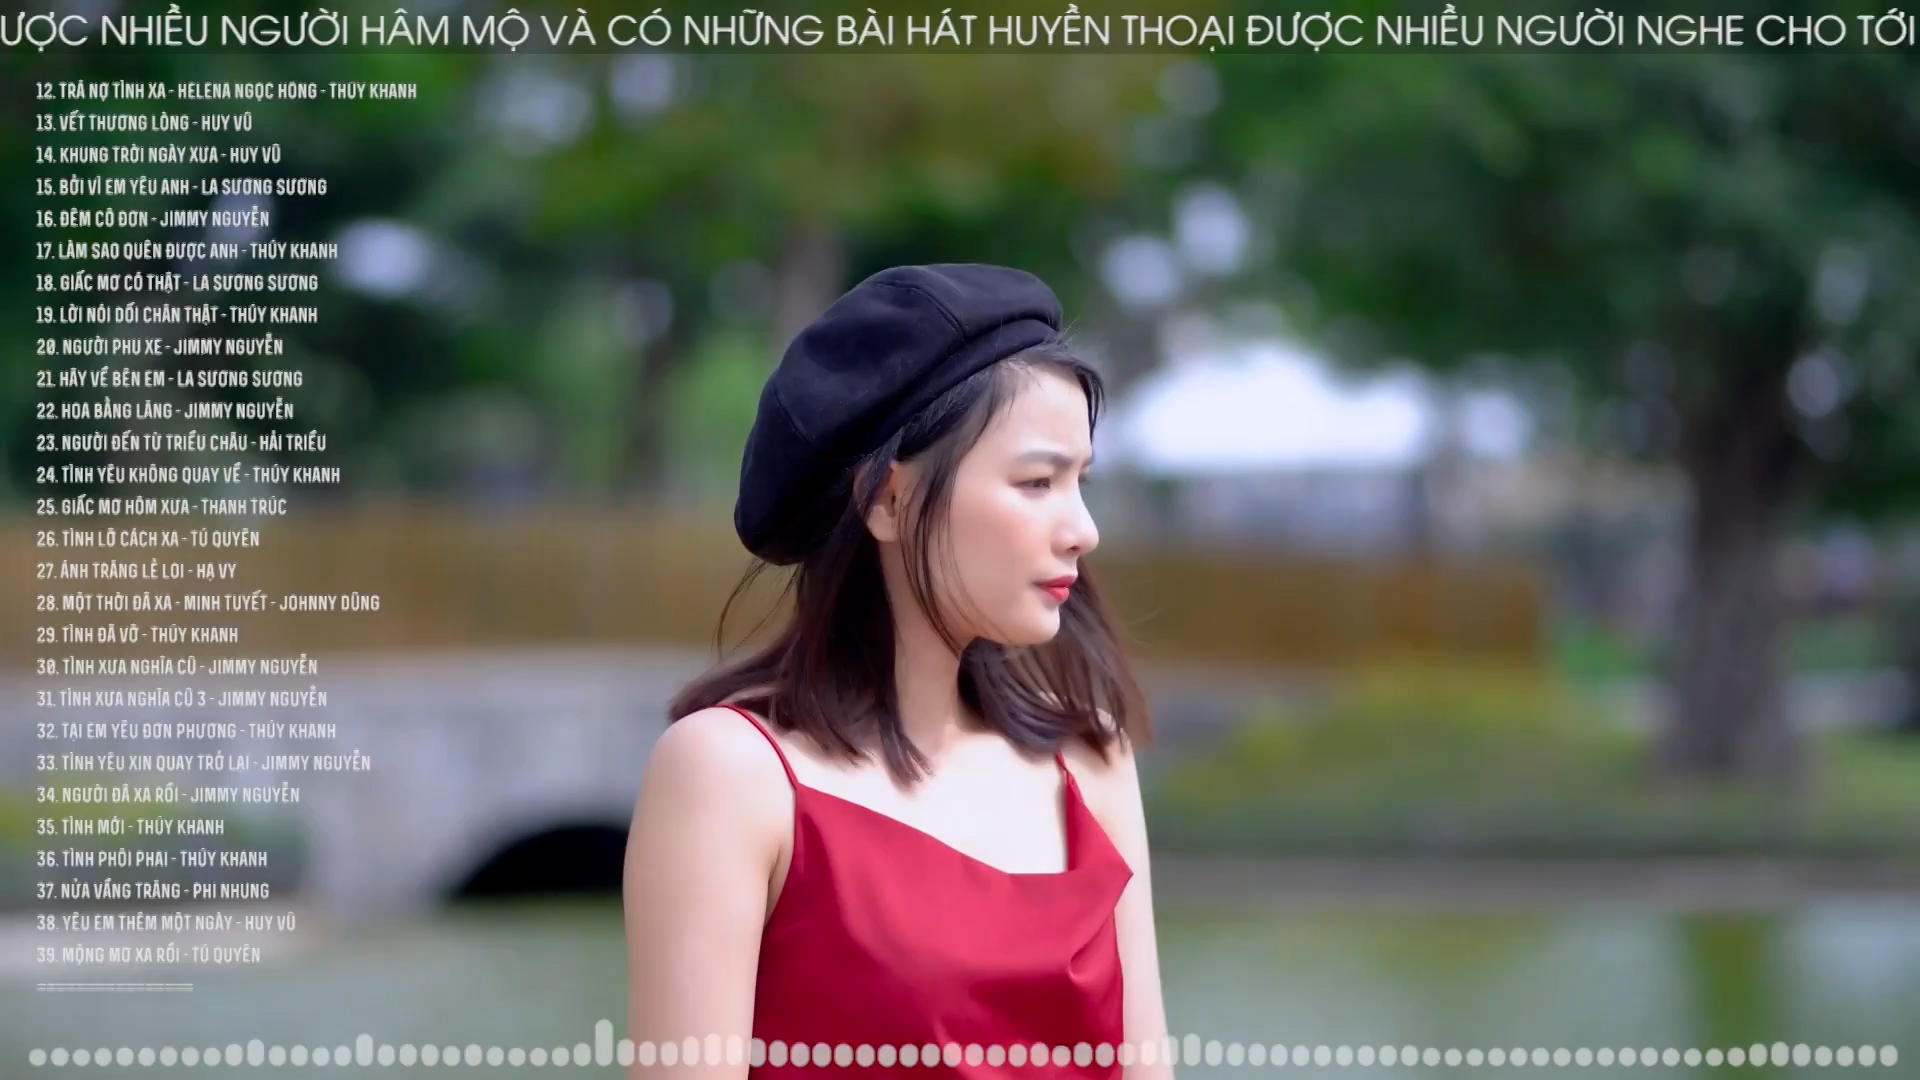 ƯỢC NHIỀU NGƯỜI HÂM MỘ VÀ CÓ NHỮNG BÀI HÁT HUYỀN THOẠI ĐƯỢC NHIỀU NGƯỜI NGHE CHO TỚI
12. TRẢ NỢ TÌNH XA - HELENA NGỌC HỒNG - THÚY KHANH
13. VẾT THƯƠNG LÒNG - HUY VŨ
14. KHUNG TRỜI NGÀY XƯA - HUY VŨ
15. BỞI VÌ EM YÊU ANH - LA SƯƠNG SƯƠNG
16. ĐÊM CÔ ĐƠN - JIMMY NGUYỄN
17. LÀM SAO QUÊN ĐƯỢC ANH - THÚY KHANH
18. GIẤC MƠ CÓ THẬT - LA SƯƠNG SƯƠNG
19. LỜI NÓI DỐI CHÂN THẬT - THÚY KHANH
20. NGƯỜI PHU XE - JIMMY NGUYỄN
21. HÃY VỀ BÊN EM - LA SƯƠNG SƯƠNG
22. HOA BẰNG LĂNG - JIMMY NGUYỄN
23. NGƯỜI ĐẾN TỪ TRIỀU CHÂU - HẢI TRIỀU
24. TÌNH YÊU KHÔNG QUAY VỀ - THÚY KHANH
25. GIẤC MƠ HÔM XƯA - THANH TRÚC
26. TÌNH LỠ CÁCH XA - TÚ QUYÊN
27. ÁNH TRĂNG LẺ LOI - HẠ VY
28. MỘT THỜI ĐÃ XA - MINH TUYẾT - JOHNNY DŨNG
29. TÌNH ĐÃ VỠ - THÚY KHANH
30. TÌNH XƯA NGHĨA CŨ - JIMMY NGUYỄN
31. TÌNH XƯA NGHĨA CŨ 3 - JIMMY NGUYỄN
32. TẠI EM YÊU ĐƠN PHƯƠNG - THÚY KHANH
33. TÌNH YÊU XIN QUAY TRỞ LẠI - JIMMY NGUYỄN
34. NGƯỜI ĐÃ XA RỒI - JIMMY NGUYỄN
35. TÌNH MỚI - THÚY KHANH
36. TÌNH PHÔI PHAI - THÚY KHANH
37. NỬA VẦNG TRĂNG - PHI NHUNG
38. YÊU EM THÊM MỘT NGÀY - HUY VŨ
39. MỘNG MƠ XA RỒI - TÚ QUYÊN
================